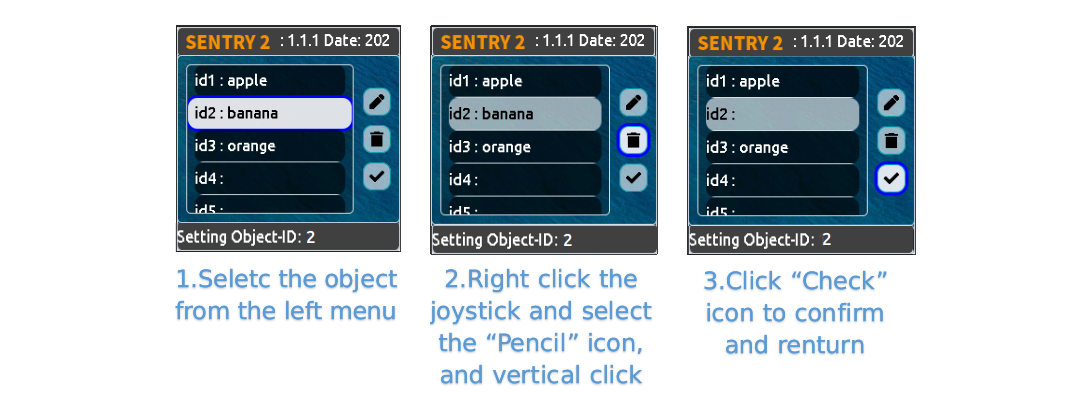 SENTRY 2 : 1.1.1 Date: 202
id1 : apple
id2 : banana
id3 : orange
id4 :
id5 :
Setting Object-ID: 2
1.Seletc the object
from the left menu
SENTRY 2 : 1.1.1 Date: 202
id1 : apple
id2 : banana
id3 : orange
id4 :
id5 :
Setting Object-ID: 2
2.Right click the
joystick and select
the “Pencil” icon,
and vertical click
SENTRY 2 : 1.1.1 Date: 202
id1 : apple
id2 :
id3 : orange
id4 :
id5 :
Setting Object-ID: 2
3.Click “Check”
icon to confirm
and renturn